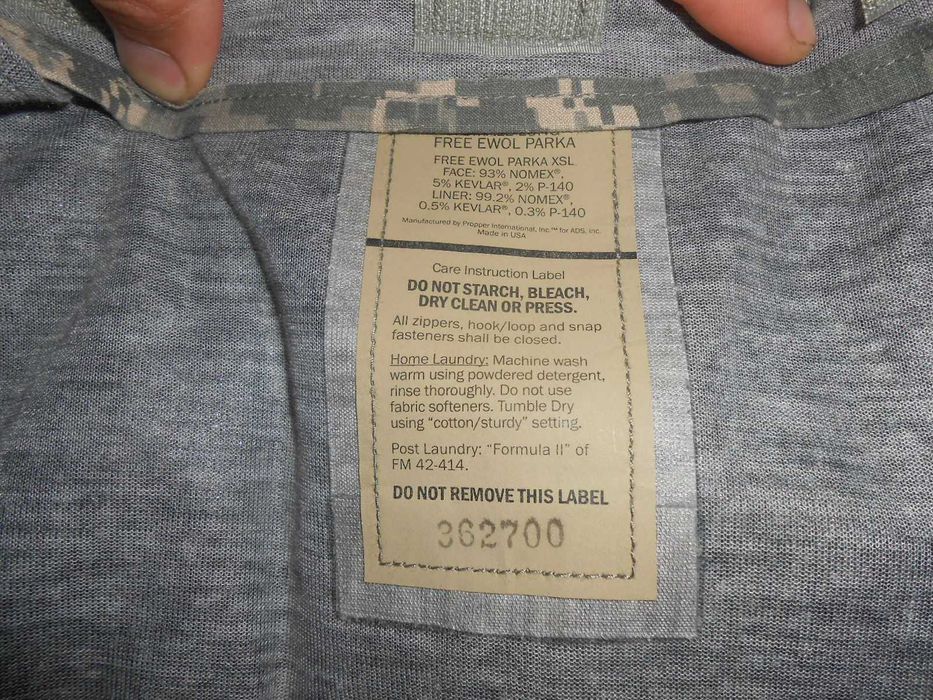 FREE EWOL PARKA
FREE EWOL PARKA XSL
FACE: 93% NOMEX®,
5% KEVLAR®, 2% P-140
LINER: 99.2% NOMEX®,
0.5% KEVLAR®, 0.3% P-140
Manufactured by Propper International, Inc.™ for ADS, Inc.
Made in USA
Care Instruction Label
DO NOT STARCH, BLEACH,
DRY CLEAN OR PRESS.
All zippers, hook/loop and snap
fasteners shall be closed.
Home Laundry: Machine wash
warm using powdered detergent,
rinse thoroughly. Do not use
fabric softeners. Tumble Dry
using "cotton/sturdy" setting.
Post Laundry: "Formula II" of
FM 42-414.
DO NOT REMOVE THIS LABEL
362700